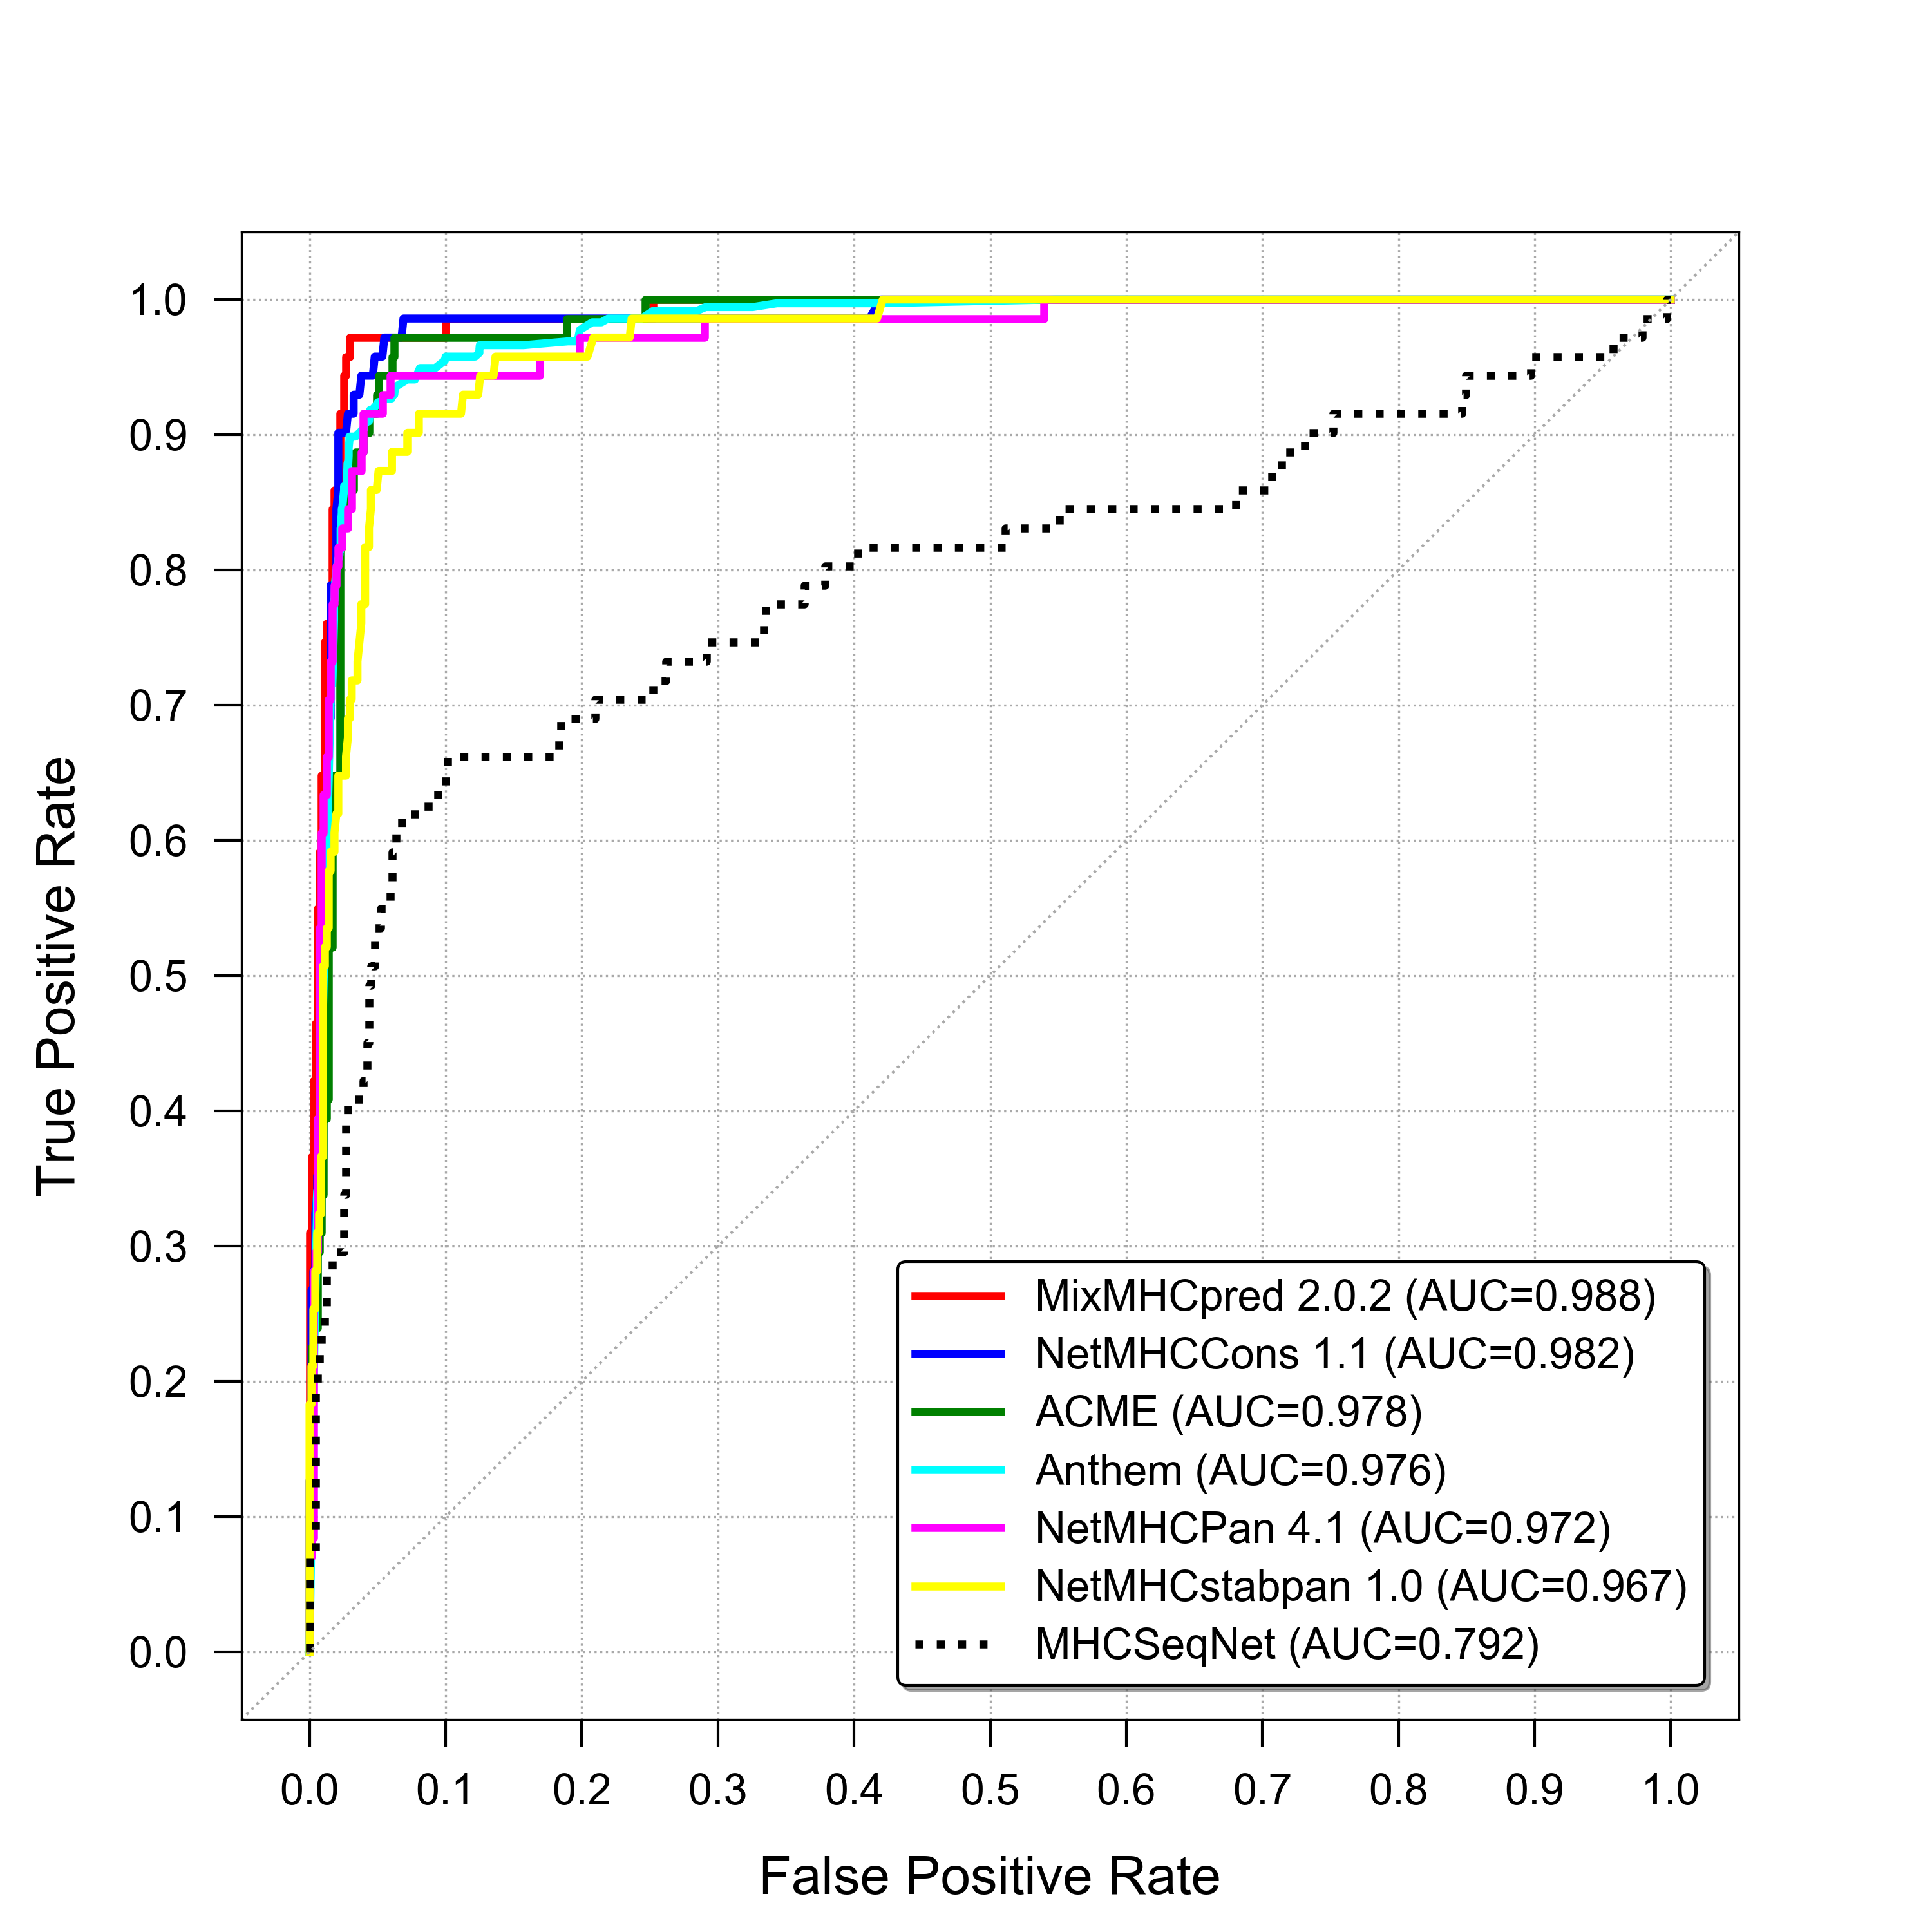 1.0
0.9
0.8
0.7
0.6
0.5
0.4
0.3
0.2
0.1
0.0
True Positive Rate
MixMHCpred 2.0.2 (AUC=0.988)
NetMHCCons 1.1 (AUC=0.982)
ACME (AUC=0.978)
Anthem (AUC=0.976)
NetMHCPan 4.1 (AUC=0.972)
NetMHCstabpan 1.0 (AUC=0.967)
MHCSeqNet (AUC=0.792)
0.0 0.1 0.2 0.3 0.4 0.5 0.6 0.7 0.8 0.9 1.0
False Positive Rate